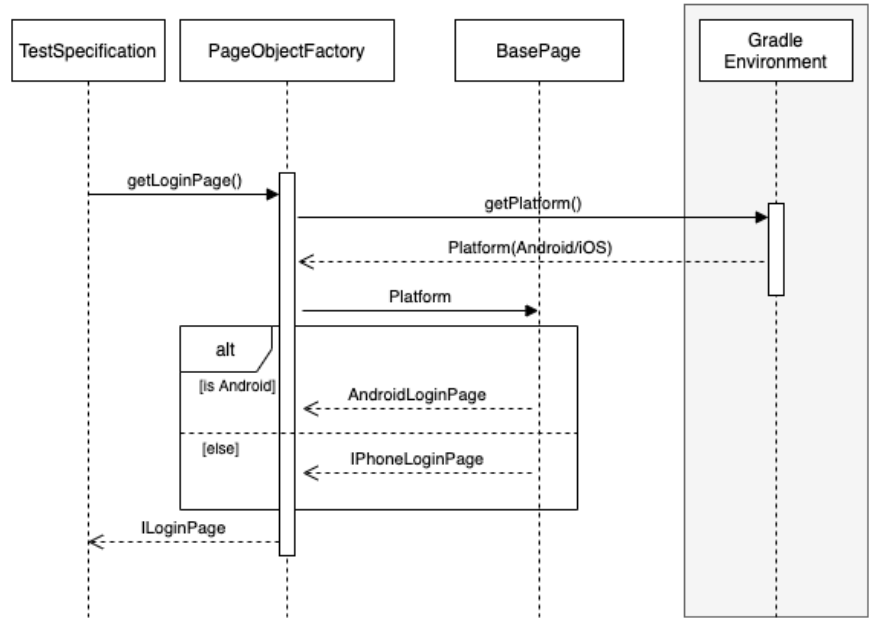 TestSpecification
PageObjectFactory
BasePage
Gradle
Environment
getLoginPage()
getPlatform()
Platform(Android/iOS)
Platform
alt
[is Android]
AndroidLoginPage
[else]
IPhoneLoginPage
ILoginPage